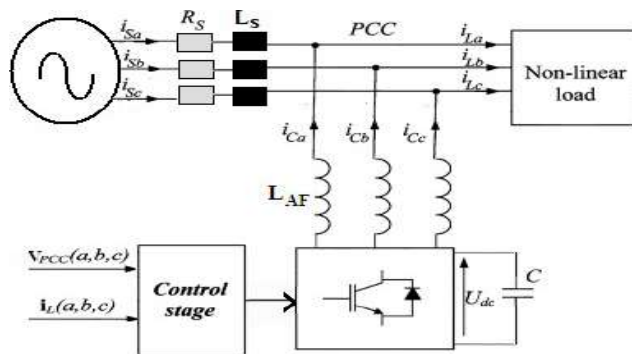 i_Sa R_S L_S PCC i_La
i_Sb i_Lb
i_Sc i_Lc
Non-linear
load
i_Ca i_Cb i_Cc
L_AF
V_PCC(a,b,c)
i_L(a,b,c)
Control
stage
U_dc
C